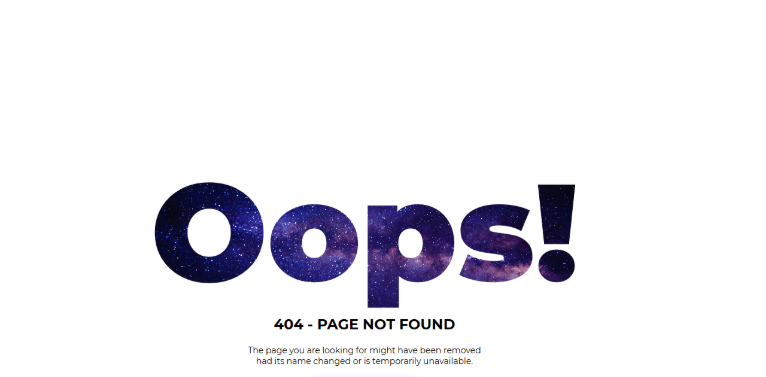 Oops!
404 - PAGE NOT FOUND
The page you are looking for might have been removed
had its name changed or is temporarily unavailable.